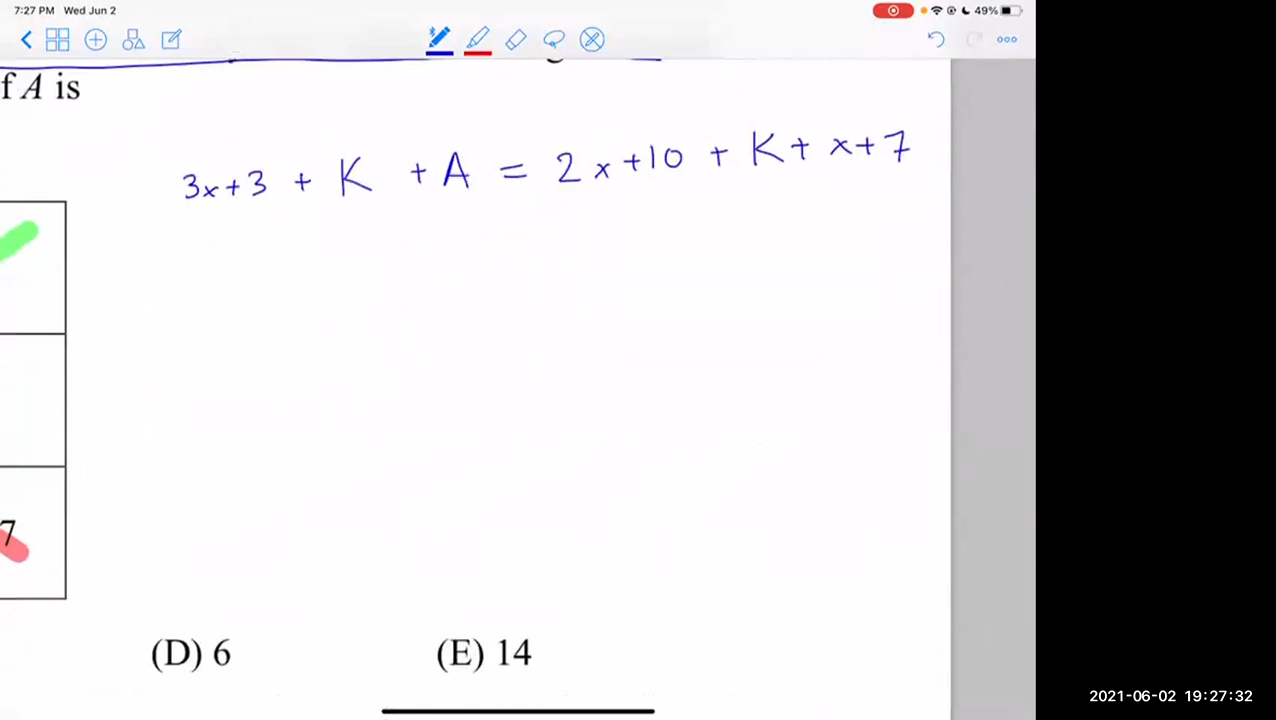 7:27 PM Wed Jun 2
49%
f A is
3x+3 + K + A = 2x+10 + K + x+7
7
(D) 6 (E) 14
2021-06-02 19:27:32